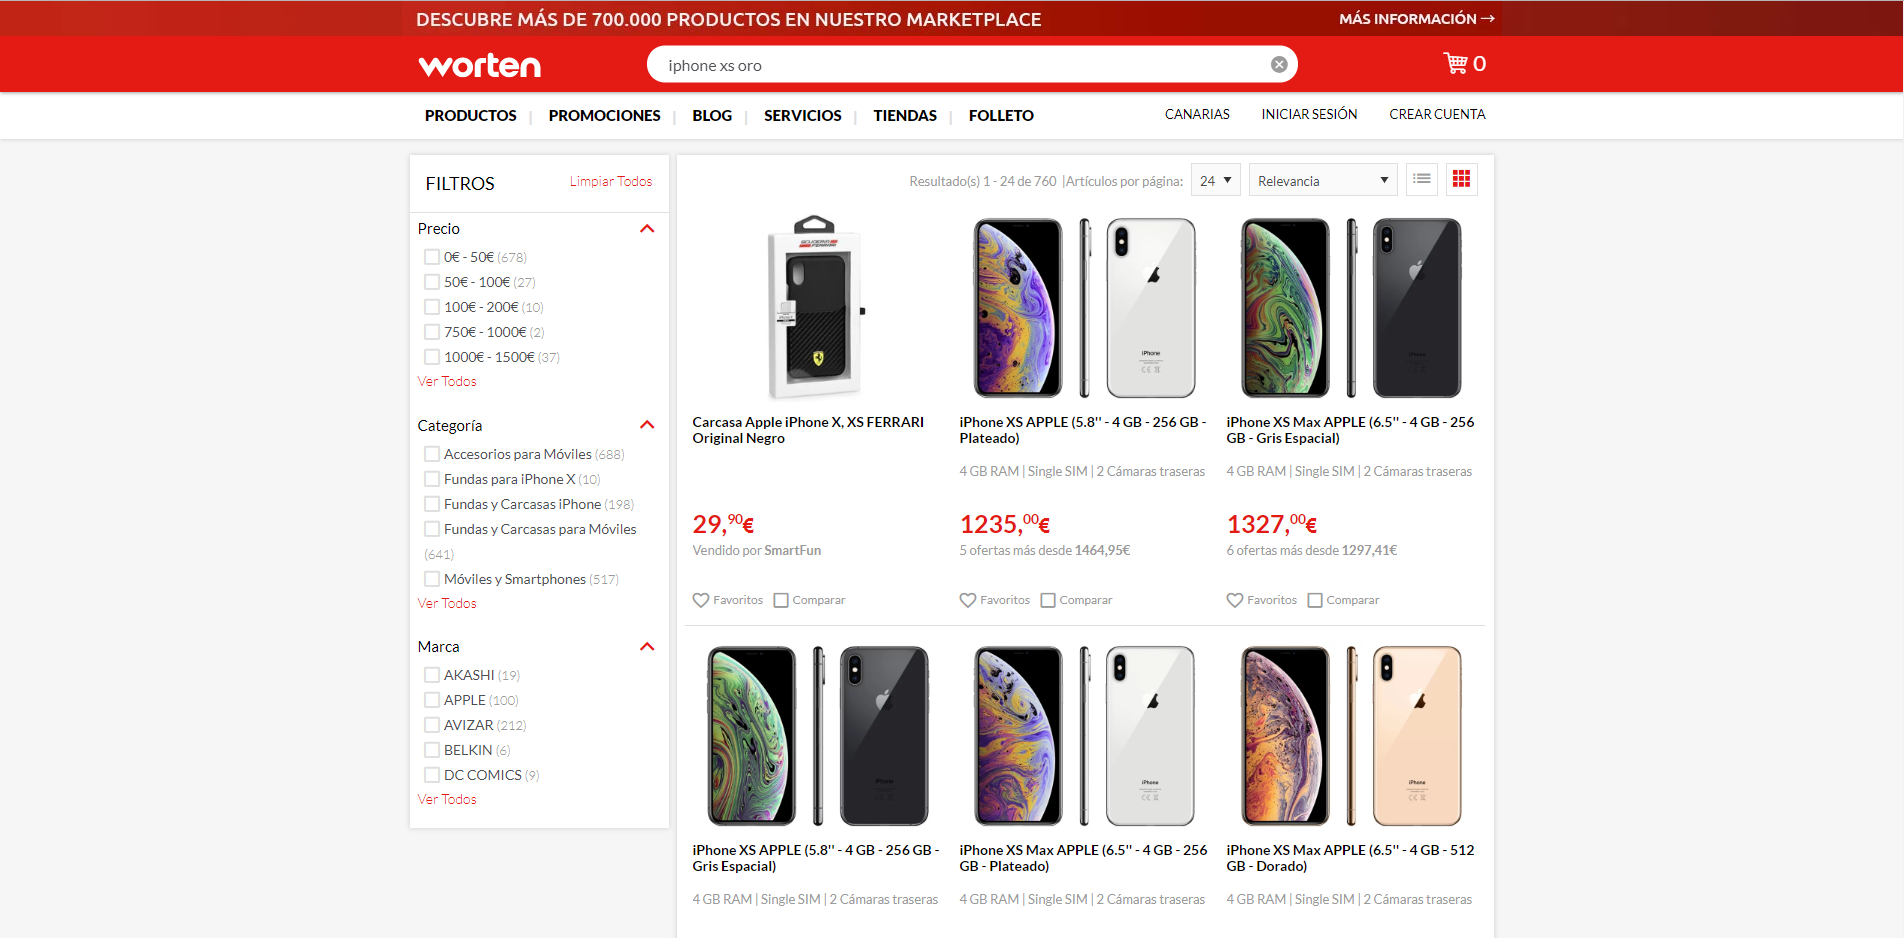 DESCUBRE MÁS DE 700.000 PRODUCTOS EN NUESTRO MARKETPLACE
MÁS INFORMACIÓN →
worten
iphone xs oro
0
PRODUCTOS | PROMOCIONES | BLOG | SERVICIOS | TIENDAS | FOLLETO
CANARIAS
INICIAR SESIÓN
CREAR CUENTA
FILTROS
Limpiar Todos
Precio
0€ - 50€ (678)
50€ - 100€ (27)
100€ - 200€ (10)
750€ - 1000€ (2)
1000€ - 1500€ (37)
Ver Todos
Categoría
Accesorios para Móviles (688)
Fundas para iPhone X (10)
Fundas y Carcasas iPhone (198)
Fundas y Carcasas para Móviles
(641)
Móviles y Smartphones (517)
Ver Todos
Marca
AKASHI (19)
APPLE (100)
AVIZAR (212)
BELKIN (6)
DC COMICS (9)
Ver Todos
Resultado(s) 1 - 24 de 760 |Artículos por página:
24
Relevancia
SCUDERIA
FERRARI
Carcasa Apple iPhone X, XS FERRARI
Original Negro
29,90€
Vendido por SmartFun
Favoritos
Comparar
iPhone
iPhone XS APPLE (5.8'' - 4 GB - 256 GB -
Plateado)
4 GB RAM | Single SIM | 2 Cámaras traseras
1235,00€
5 ofertas más desde 1464,95€
Favoritos
Comparar
iPhone
iPhone XS Max APPLE (6.5'' - 4 GB - 256
GB - Gris Espacial)
4 GB RAM | Single SIM | 2 Cámaras traseras
1327,00€
6 ofertas más desde 1297,41€
Favoritos
Comparar
iPhone
iPhone XS APPLE (5.8'' - 4 GB - 256 GB -
Gris Espacial)
4 GB RAM | Single SIM | 2 Cámaras traseras
iPhone
iPhone XS Max APPLE (6.5'' - 4 GB - 256
GB - Plateado)
4 GB RAM | Single SIM | 2 Cámaras traseras
iPhone
iPhone XS Max APPLE (6.5'' - 4 GB - 512
GB - Dorado)
4 GB RAM | Single SIM | 2 Cámaras traseras